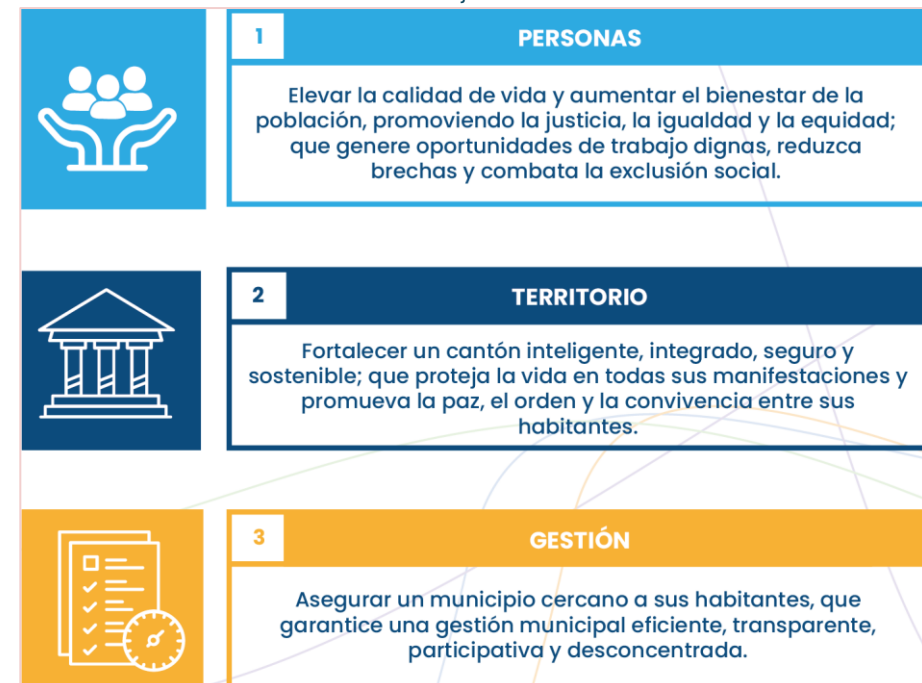 1
PERSONAS
Elevar la calidad de vida y aumentar el bienestar de la
población, promoviendo la justicia, la igualdad y la equidad;
que genere oportunidades de trabajo dignas, reduzca
brechas y combata la exclusión social.
2
TERRITORIO
Fortalecer un cantón inteligente, integrado, seguro y
sostenible; que proteja la vida en todas sus manifestaciones y
promueva la paz, el orden y la convivencia entre sus
habitantes.
3
GESTIÓN
Asegurar un municipio cercano a sus habitantes, que
garantice una gestión municipal eficiente, transparente,
participativa y desconcentrada.